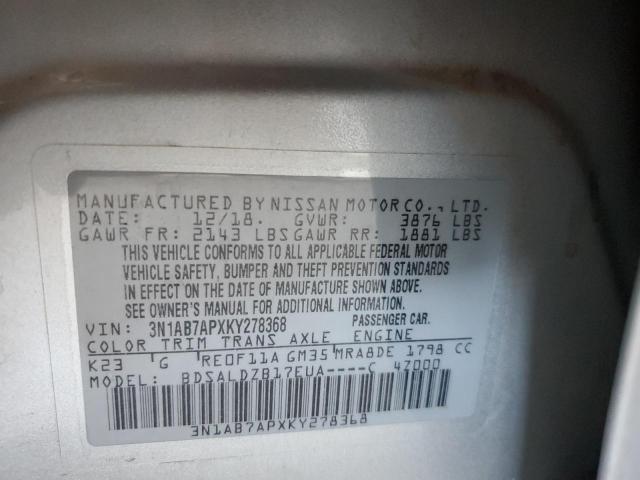 MANUFACTURED BY NISSAN MOTOR CO., LTD.
DATE: 12/18. GVWR: 3876 LBS
GAWR FR: 2143 LBS GAWR RR: 1881 LBS
THIS VEHICLE CONFORMS TO ALL APPLICABLE FEDERAL MOTOR
VEHICLE SAFETY, BUMPER AND THEFT PREVENTION STANDARDS
IN EFFECT ON THE DATE OF MANUFACTURE SHOWN ABOVE.
SEE OWNER'S MANUAL FOR ADDITIONAL INFORMATION.
VIN: 3N1AB7APXKY278368 PASSENGER CAR.
COLOR TRIM TRANS AXLE ENGINE
K23 G RE0F11A GM35 MRA8DE 1798 CC
MODEL: BDSALDZB17EUA----C 4Z000
3N1AB7APXKY278368